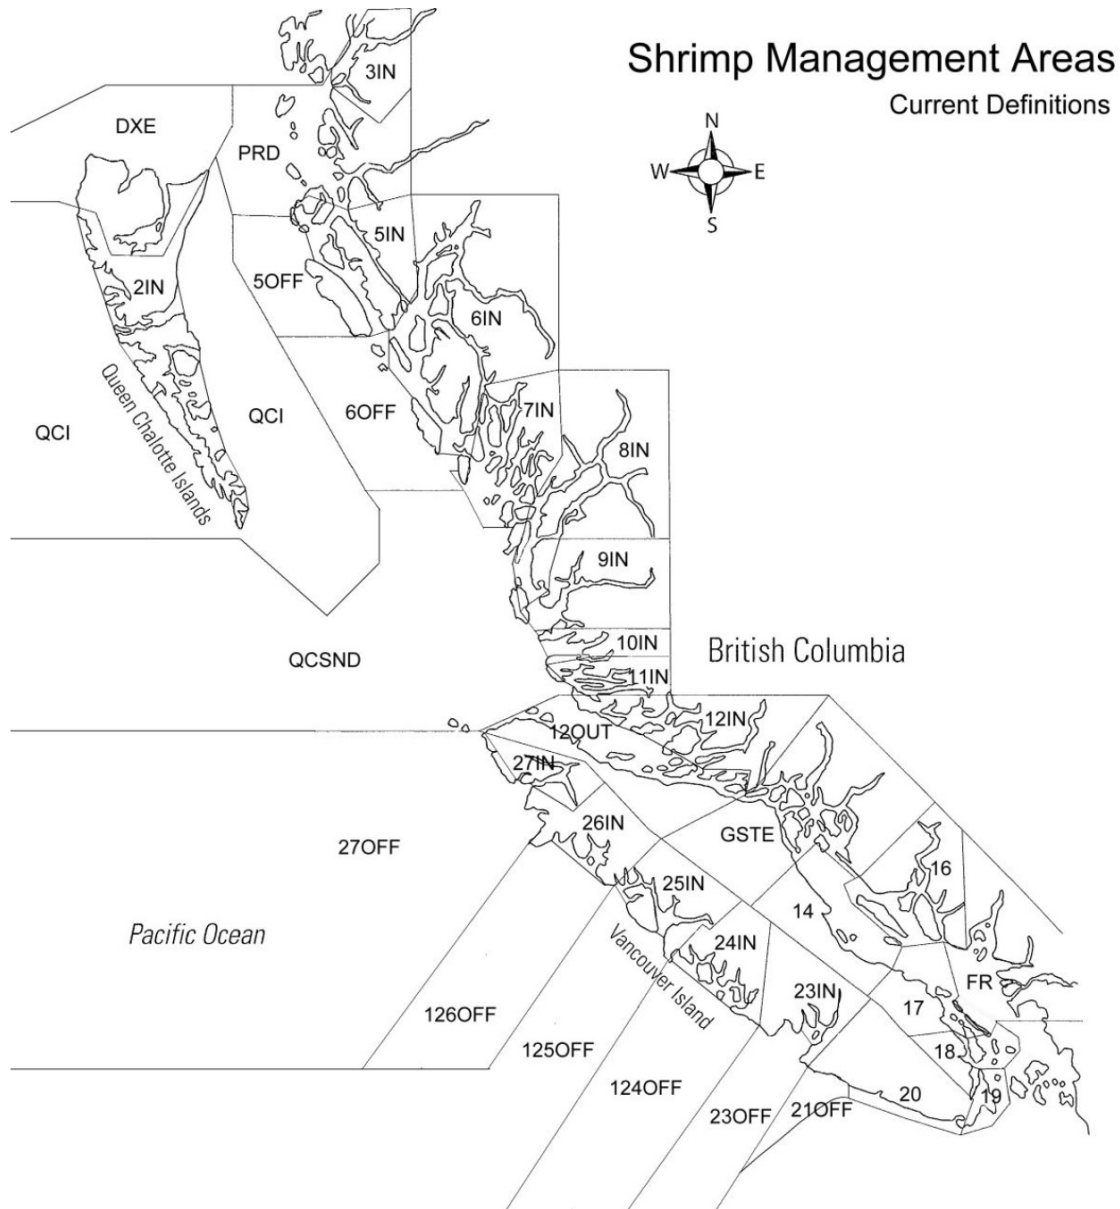 Shrimp Management Areas
Current Definitions
N
W
E
S
3IN
DXE
PRD
5IN
2IN
5OFF
6IN
QCI
Queen Chalotte Islands
QCI
6OFF
7IN
8IN
9IN
10IN
QCSND
British Columbia
11IN
12IN
12OUT
27IN
26IN
GSTE
27OFF
16
25IN
14
Pacific Ocean
Vancouver Island
24IN
23IN
FR
126OFF
17
125OFF
18
124OFF
23OFF
21OFF
20
19